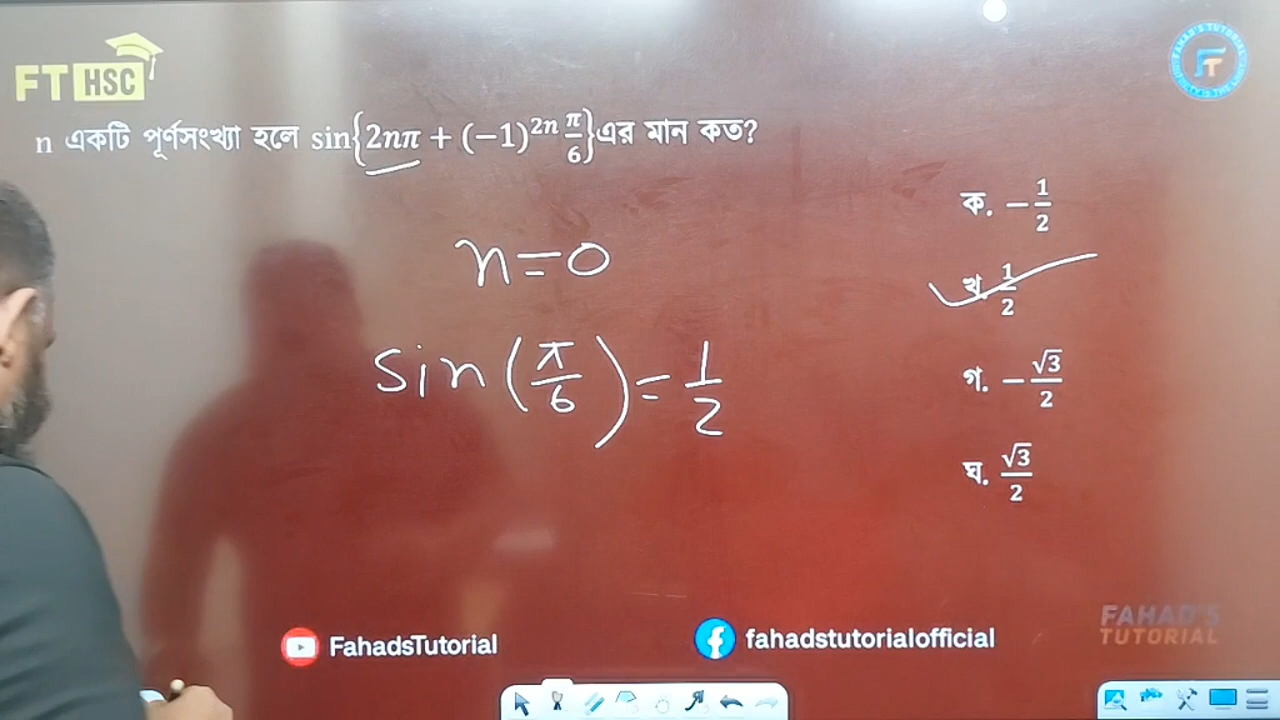 FT HSC
n একটি পূর্ণসংখ্যা হলে sin{2nπ + (−1)^{2n} π/6}এর মান কত?
ক. −1/2
n=0
খ. 1/2
sin(π/6)=1/2
গ. −√3/2
ঘ. √3/2
FAHAD'S
TUTORIAL
FahadsTutorial
fahadstutorialofficial